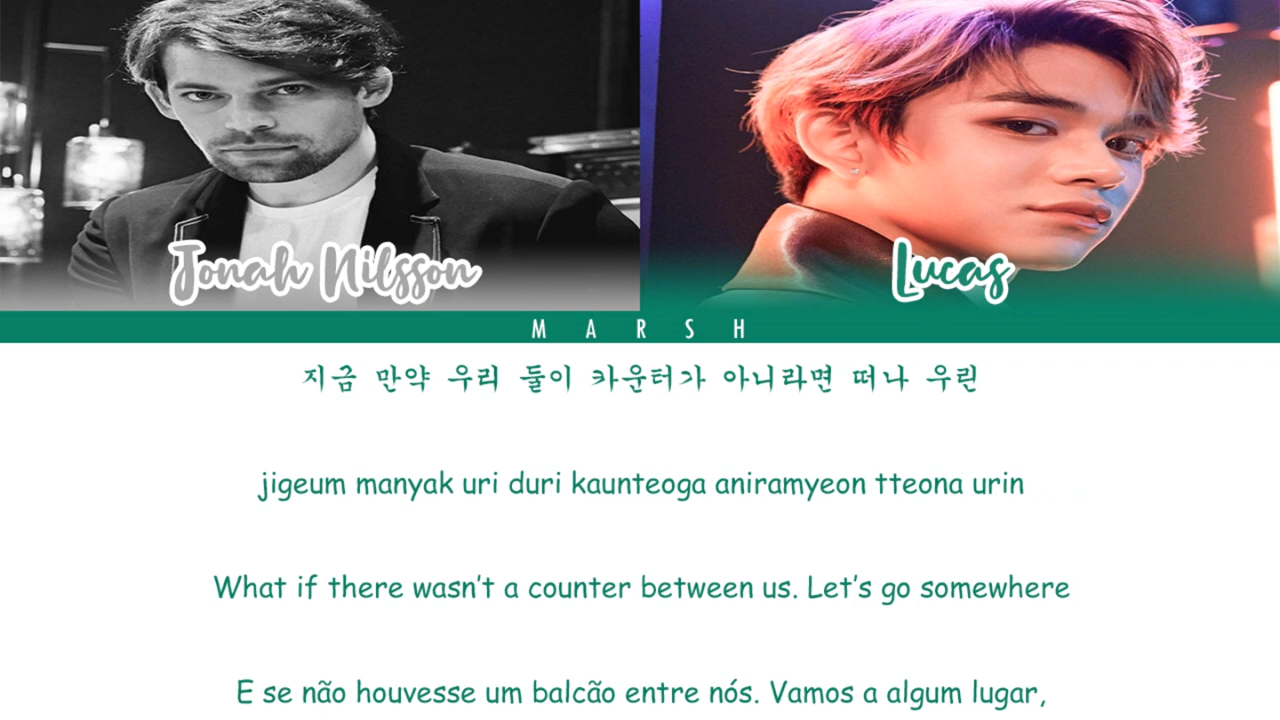 Jonah Nilsson
Lucas
MARSH
지금 만약 우리 둘이 카운터가 아니라면 떠나 우린
jigeum manyak uri duri kaunteoga aniramyeon tteona urin
What if there wasn't a counter between us. Let's go somewhere
E se não houvesse um balcão entre nós. Vamos a algum lugar,